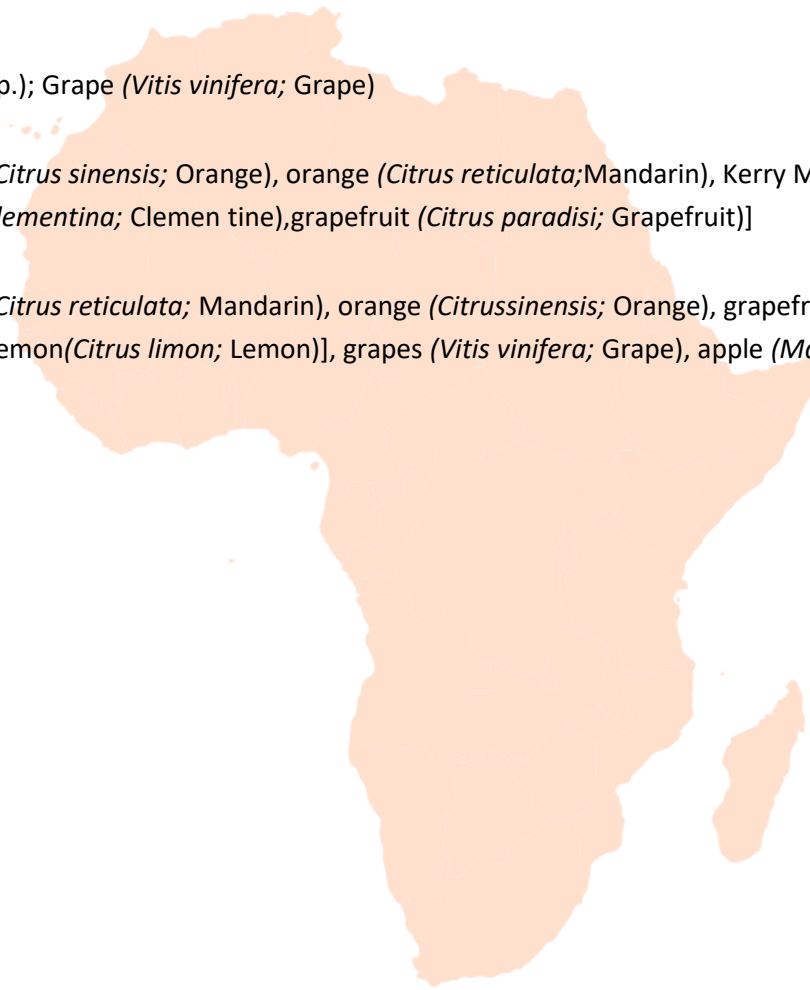 p.); Grape (Vitis vinifera; Grape)
Citrus sinensis; Orange), orange (Citrus reticulata;Mandarin), Kerry M
lementina; Clemen tine),grapefruit (Citrus paradisi; Grapefruit)]
Citrus reticulata; Mandarin), orange (Citrussinensis; Orange), grapefr
emon(Citrus limon; Lemon)], grapes (Vitis vinifera; Grape), apple (Ma